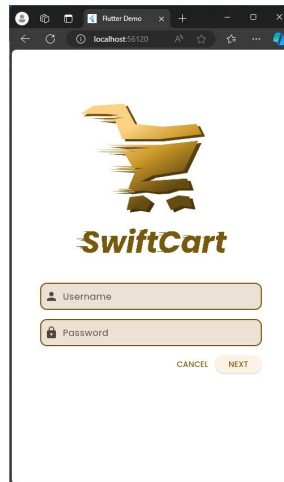 Flutter Demo
localhost:56120
SwiftCart
Username
Password
CANCEL NEXT